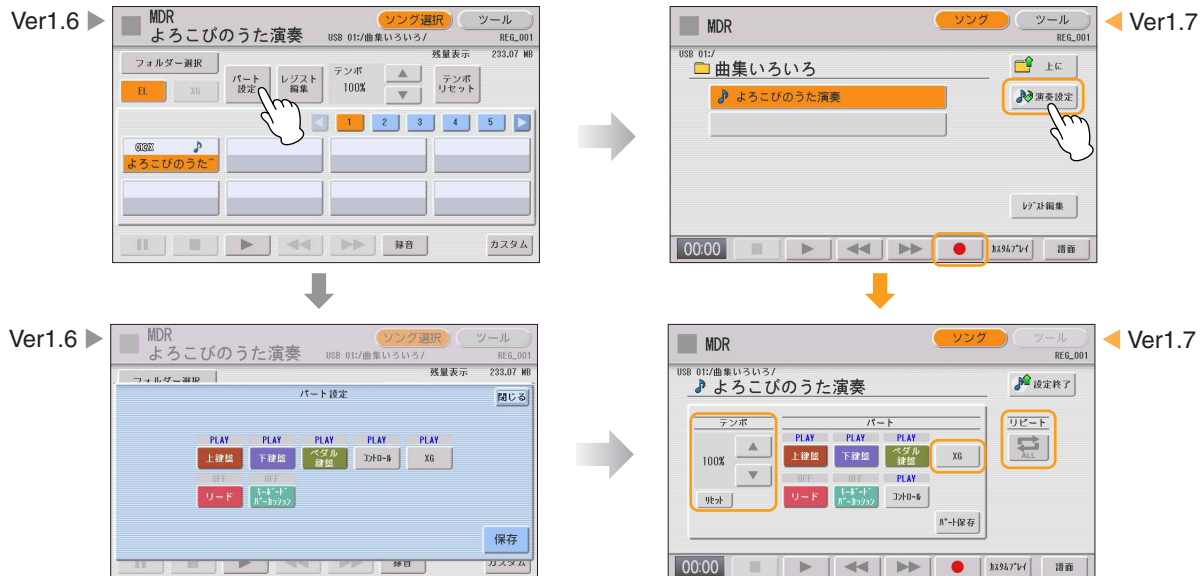 Ver1.6
MDR
よろこびのうた演奏
USB 01:/曲集いろいろ/
ソング選択
ツール
REG_001
残量表示 233.07 MB
フォルダー選択
EL
XG
パート設定
レジスト編集
テンポ
100%
テンポリセット
1 2 3 4 5
よろこびのうた~
録音
カスタム
Ver1.7
MDR
ソング
ツール
REG_001
USB 01:/
曲集いろいろ
上に
よろこびのうた演奏
演奏設定
レジスト編集
00:00
カスタムプレイ
譜面
Ver1.6
MDR
よろこびのうた演奏
USB 01:/曲集いろいろ/
ソング選択
ツール
REG_001
残量表示 233.07 MB
フォルダー選択
パート設定
閉じる
PLAY PLAY PLAY PLAY PLAY
上鍵盤 下鍵盤 ペダル鍵盤 コントロール XG
OFF OFF
リード キーボードパーカッション
保存
録音
カスタム
Ver1.7
MDR
ソング
ツール
REG_001
USB 01:/曲集いろいろ/
よろこびのうた演奏
設定終了
テンポ
100%
リセット
パート
PLAY PLAY PLAY
上鍵盤 下鍵盤 ペダル鍵盤 XG
OFF OFF PLAY
リード キーボードパーカッション コントロール
パート保存
リピート
ALL
00:00
カスタムプレイ
譜面